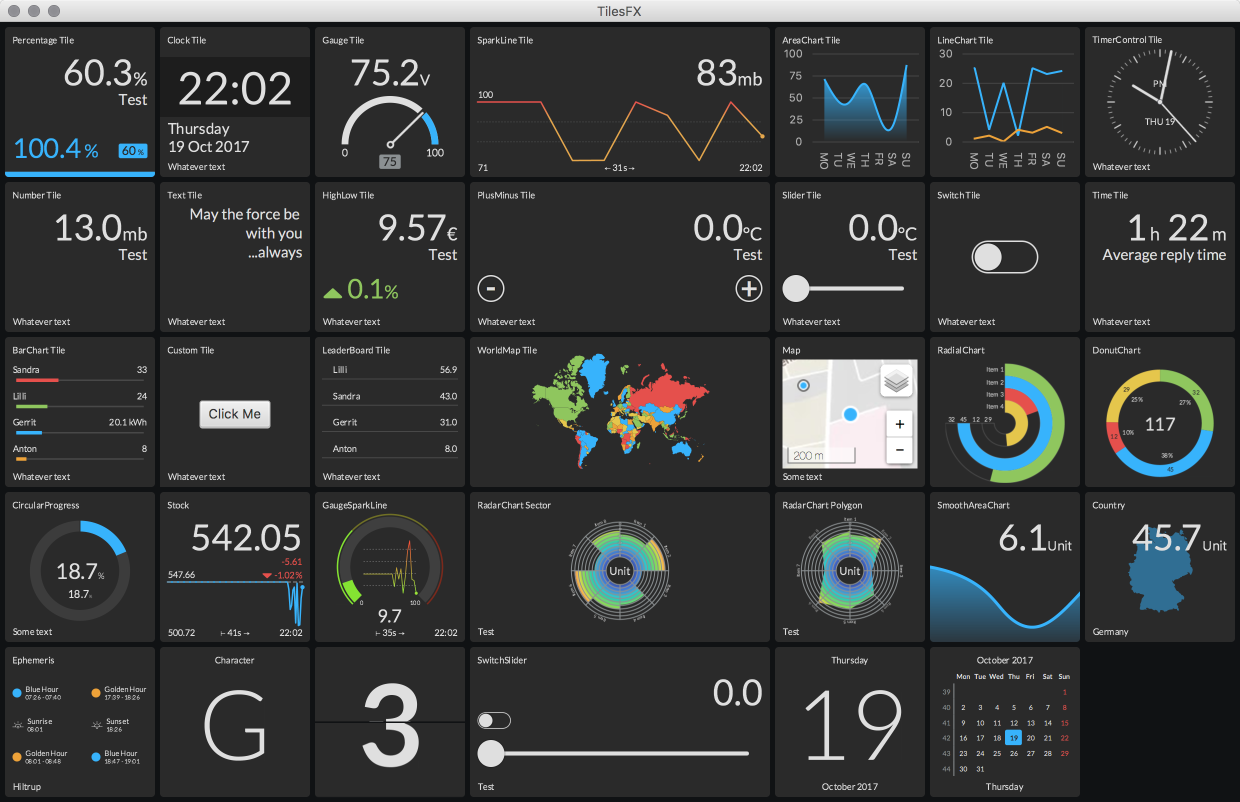 TilesFX
Percentage Tile
60.3%
Test
100.4 %
60 %
Clock Tile
22:02
Thursday
19 Oct 2017
Whatever text
Gauge Tile
75.2V
0
100
75
SparkLine Tile
83mb
100
71
←31s→
22:02
AreaChart Tile
100
75
50
25
0
MO
TU
WE
TH
FR
SA
SU
LineChart Tile
30
20
10
0
MO
TU
WE
TH
FR
SA
SU
TimerControl Tile
PM
THU 19
Whatever text
Number Tile
13.0mb
Test
Whatever text
Text Tile
May the force be
with you
...always
Whatever text
HighLow Tile
9.57€
Test
0.1%
Whatever text
PlusMinus Tile
0.0°C
Test
-
+
Whatever text
Slider Tile
0.0°C
Test
Whatever text
Switch Tile
Whatever text
Time Tile
1h 22m
Average reply time
Whatever text
BarChart Tile
Sandra 33
Lilli 24
Gerrit 20.1 kWh
Anton 8
Whatever text
Custom Tile
Click Me
Whatever text
LeaderBoard Tile
Lilli 56.9
Sandra 43.0
Gerrit 31.0
Anton 8.0
Whatever text
WorldMap Tile
Map
+
−
200 m
Some text
RadialChart
Item 1
Item 2
Item 3
Item 4
32 45 12 29
DonutChart
29
25%
32
27%
117
12
10%
38%
45
CircularProgress
18.7%
18.7%
Some text
Stock
542.05
-5.61
547.66
-1.02%
500.72
⊢ 41s →
22:02
GaugeSparkLine
0
100
9.7
⊢ 35s →
22:02
RadarChart Sector
Unit
Test
RadarChart Polygon
Unit
Test
SmoothAreaChart
6.1Unit
Country
45.7 Unit
Germany
Ephemeris
Blue Hour
07:26 - 07:40
Golden Hour
17:39 - 18:26
Sunrise
08:01
Sunset
18:26
Golden Hour
08:01 - 08:48
Blue Hour
18:47 - 19:01
Hiltrup
Character
G
3
SwitchSlider
0.0
Test
Thursday
19
October 2017
October 2017
Mon Tue Wed Thu Fri Sat Sun
39 1
40 2 3 4 5 6 7 8
41 9 10 11 12 13 14 15
42 16 17 18 19 20 21 22
43 23 24 25 26 27 28 29
44 30 31
Thursday